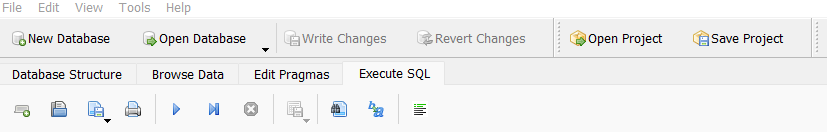 File Edit View Tools Help
New Database Open Database Write Changes Revert Changes Open Project Save Project
Database Structure Browse Data Edit Pragmas Execute SQL